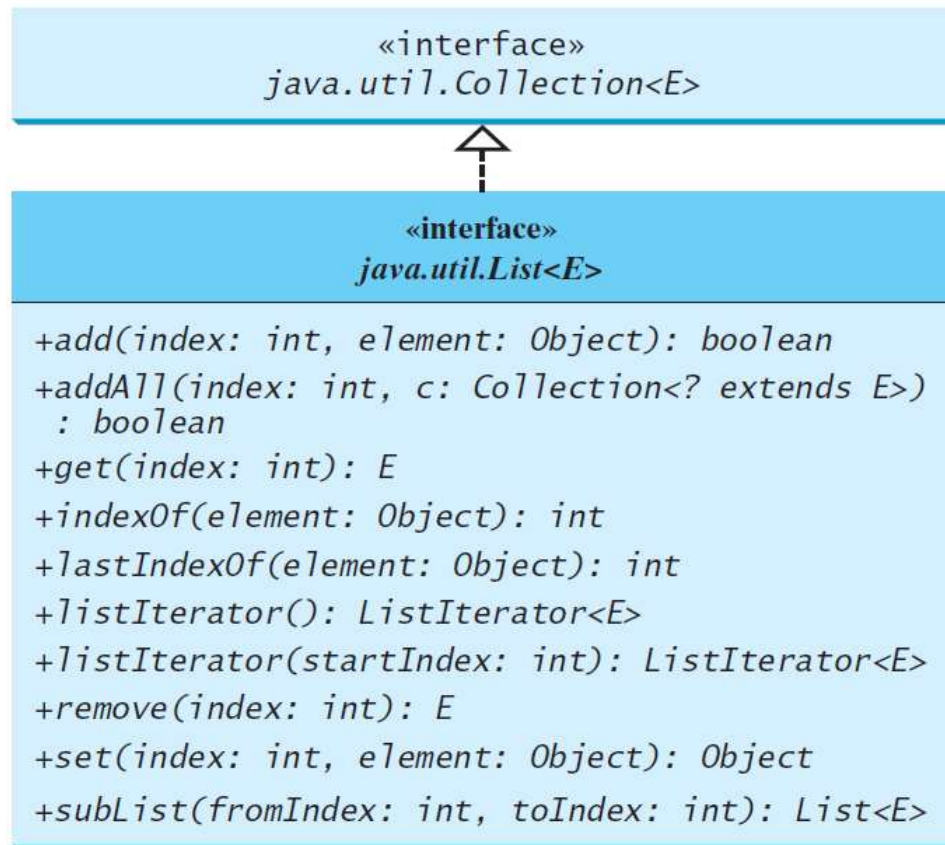 «interface»
java.util.Collection<E>
«interface»
java.util.List<E>
+add(index: int, element: Object): boolean
+addAll(index: int, c: Collection<? extends E>)
: boolean
+get(index: int): E
+indexOf(element: Object): int
+lastIndexOf(element: Object): int
+listIterator(): ListIterator<E>
+listIterator(startIndex: int): ListIterator<E>
+remove(index: int): E
+set(index: int, element: Object): Object
+subList(fromIndex: int, toIndex: int): List<E>